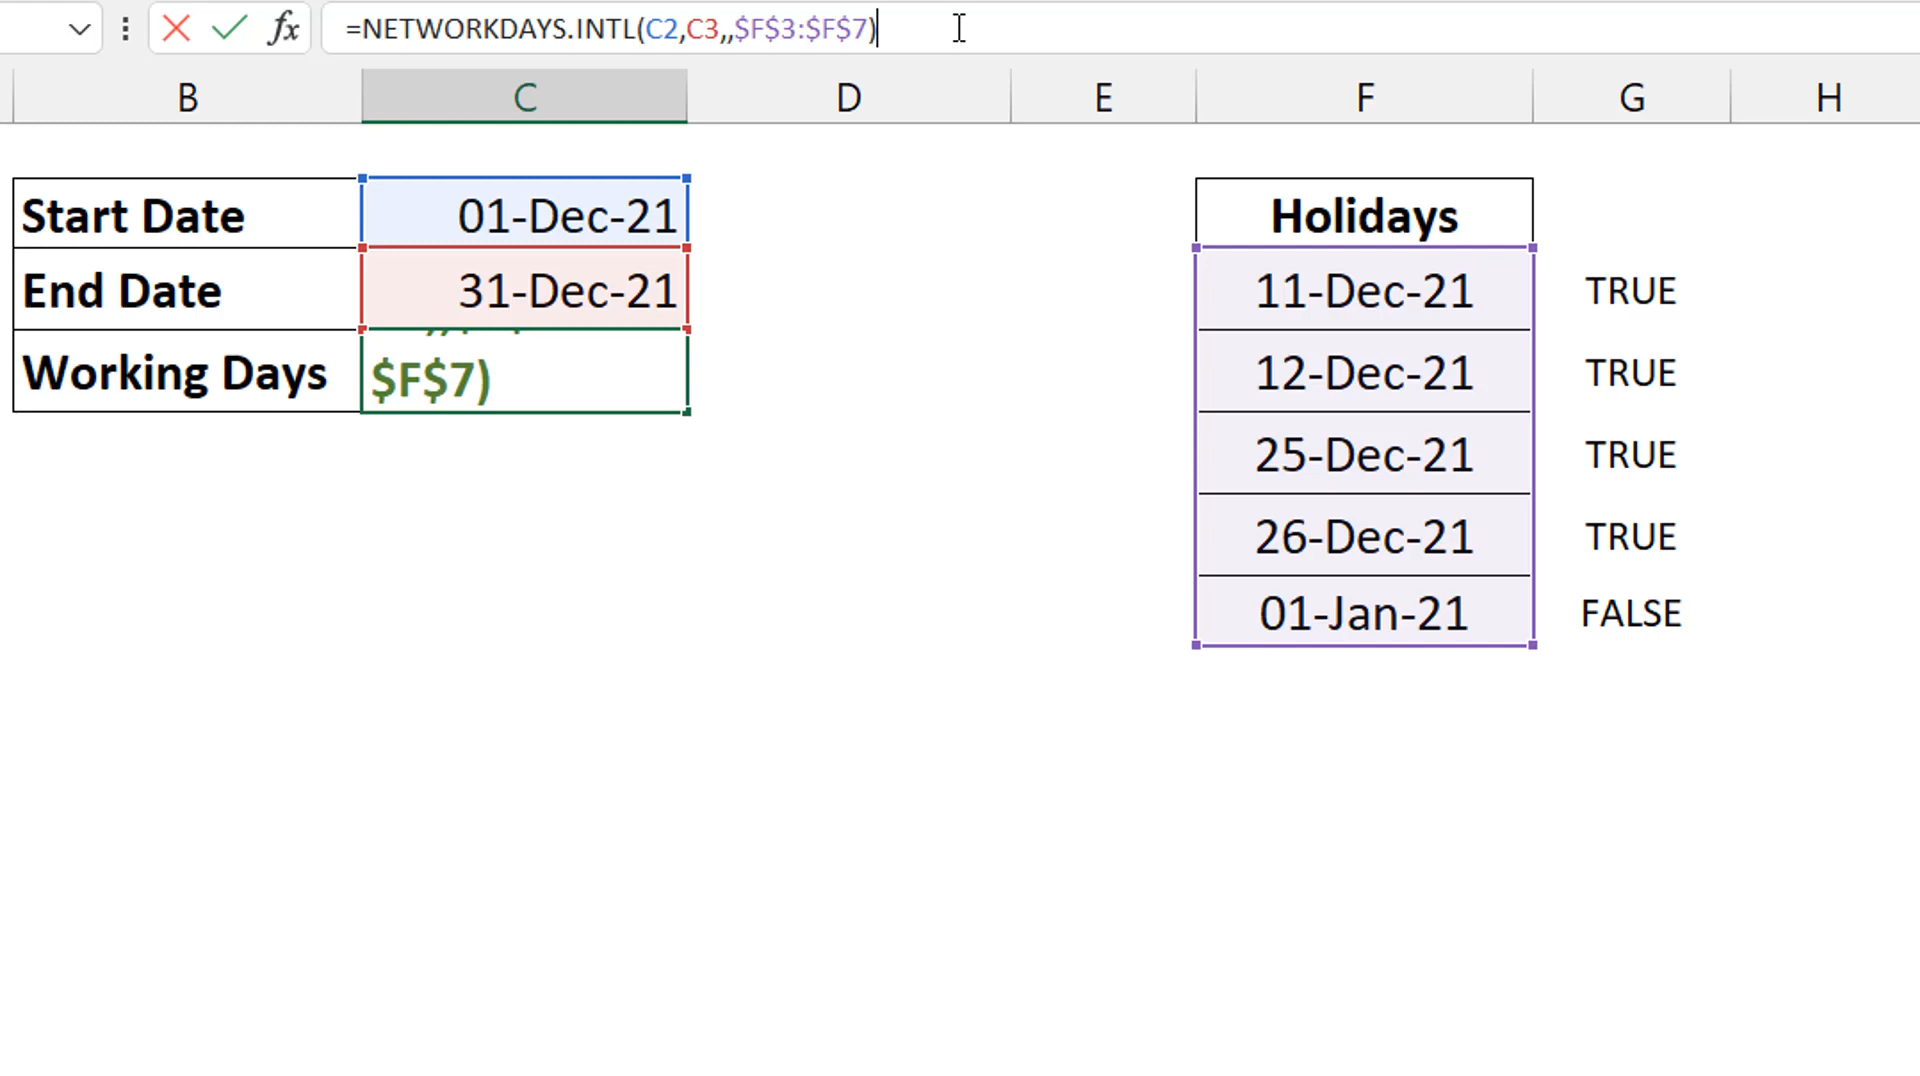 fx =NETWORKDAYS.INTL(C2,C3,,$F$3:$F$7)
B C D E F G H
Start Date 01-Dec-21 Holidays
End Date 31-Dec-21 11-Dec-21 TRUE
Working Days $F$7) 12-Dec-21 TRUE
25-Dec-21 TRUE
26-Dec-21 TRUE
01-Jan-21 FALSE